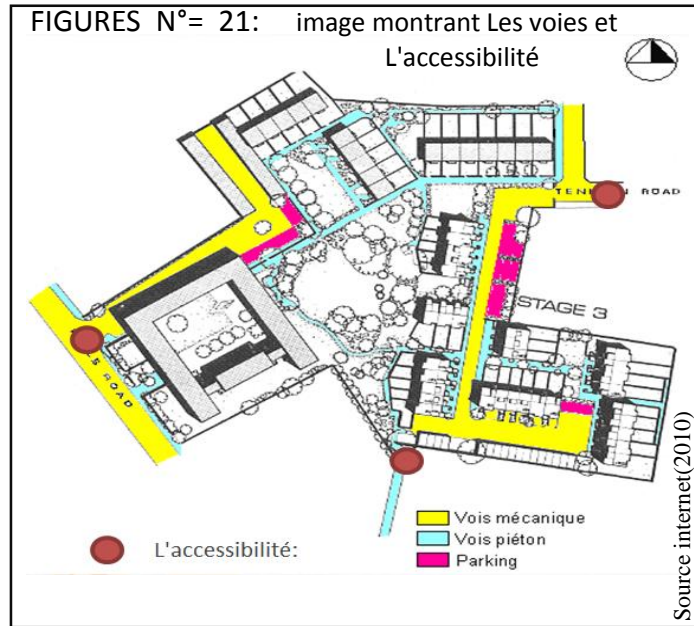 FIGURES N°= 21: image montrant Les voies et
L'accessibilité
ROAD
STAGE 3
S ROAD
Vois mécanique
Vois piéton
Parking
L'accessibilité:
Source internet(2010)